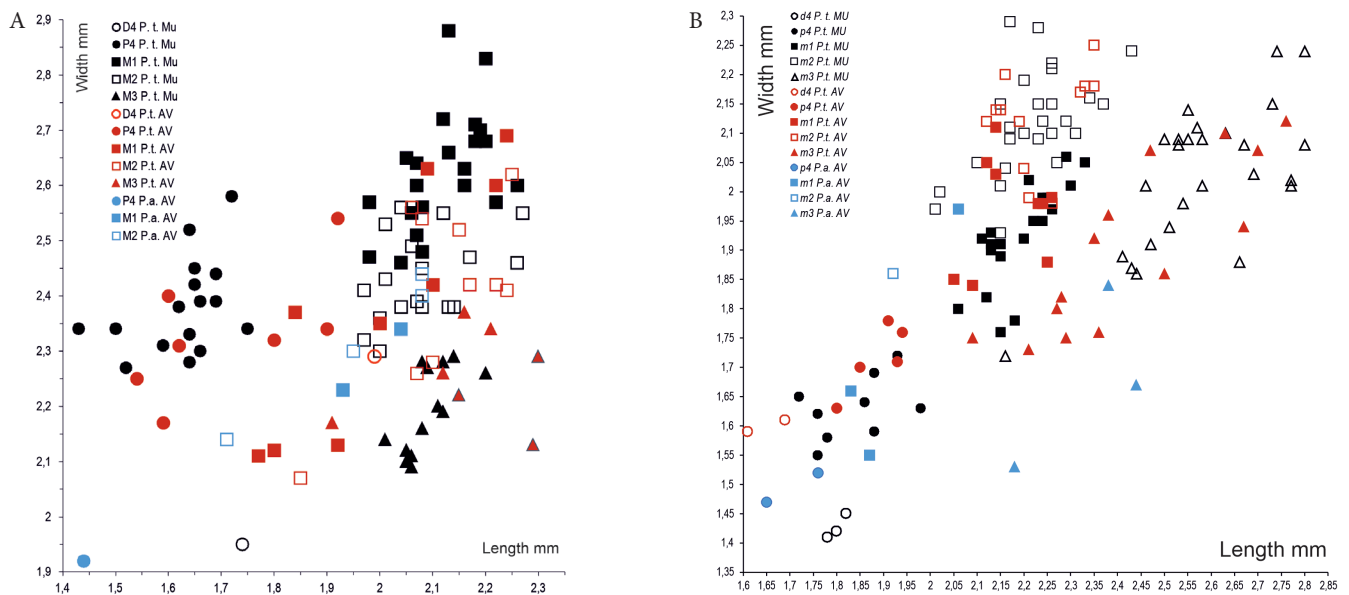 A
2,9
2,8
2,7
2,6
2,5
2,4
2,3
2,2
2,1
2
1,9
Width mm
D4 P. t. Mu
P4 P. t. Mu
M1 P. t. Mu
M2 P. t. Mu
M3 P. t. Mu
D4 P.t. AV
P4 P.t. AV
M1 P.t. AV
M2 P.t. AV
M3 P.t. AV
P4 P.a. AV
M1 P.a. AV
M2 P.a. AV
Length mm
1,4 1,5 1,6 1,7 1,8 1,9 2 2,1 2,2 2,3
B
2,3
2,25
2,2
2,15
2,1
2,05
2
1,95
1,9
1,85
1,8
1,75
1,7
1,65
1,6
1,55
1,5
1,45
1,4
1,35
Width mm
d4 P.t. MU
p4 P.t. MU
m1 P.t. MU
m2 P.t. MU
m3 P.t. MU
d4 P.t. AV
p4 P.t. AV
m1 P.t. AV
m2 P.t. AV
m3 P.t. AV
p4 P.a. AV
m1 P.a. AV
m2 P.a. AV
m3 P.a. AV
Length mm
1,6 1,65 1,7 1,75 1,8 1,85 1,9 1,95 2 2,05 2,1 2,15 2,2 2,25 2,3 2,35 2,4 2,45 2,5 2,55 2,6 2,65 2,7 2,75 2,8 2,85